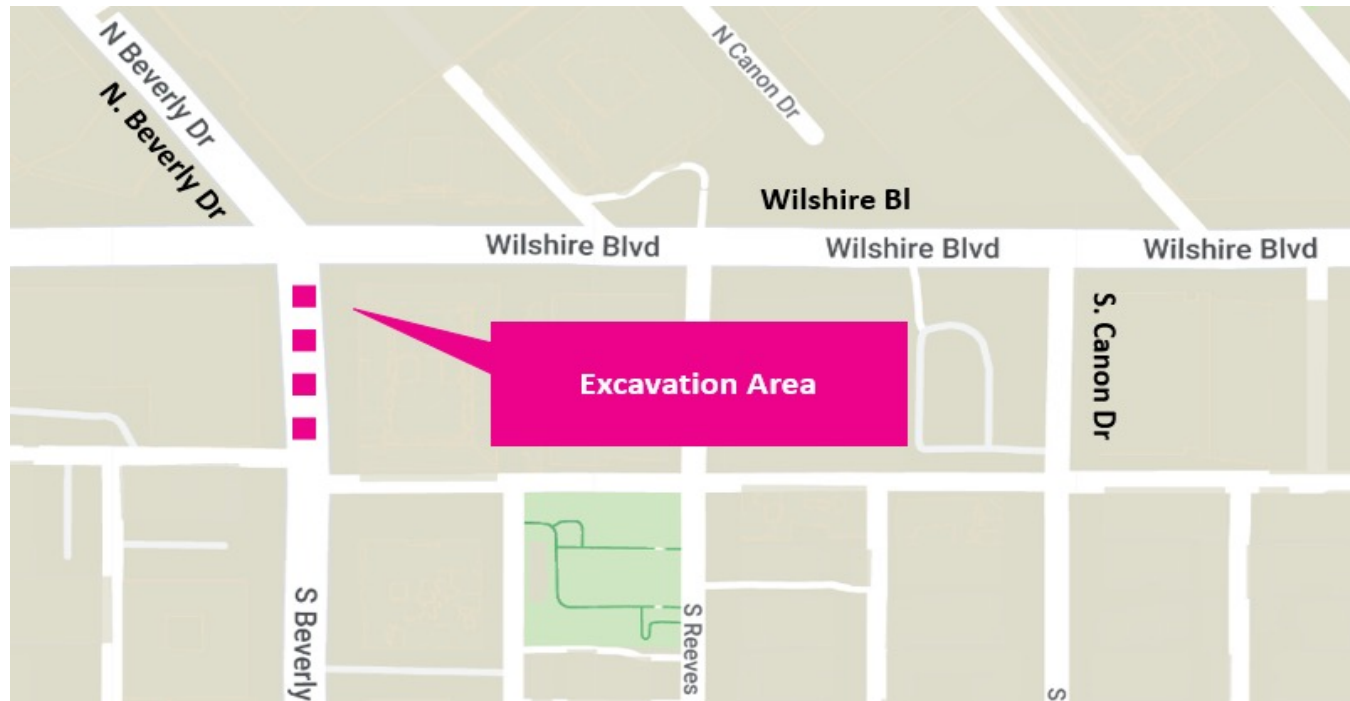 N Beverly Dr
N. Beverly Dr
N Canon Dr
Wilshire Bl
Wilshire Blvd
Wilshire Blvd
Wilshire Blvd
S. Canon Dr
Excavation Area
S Beverly
S Reeves
S